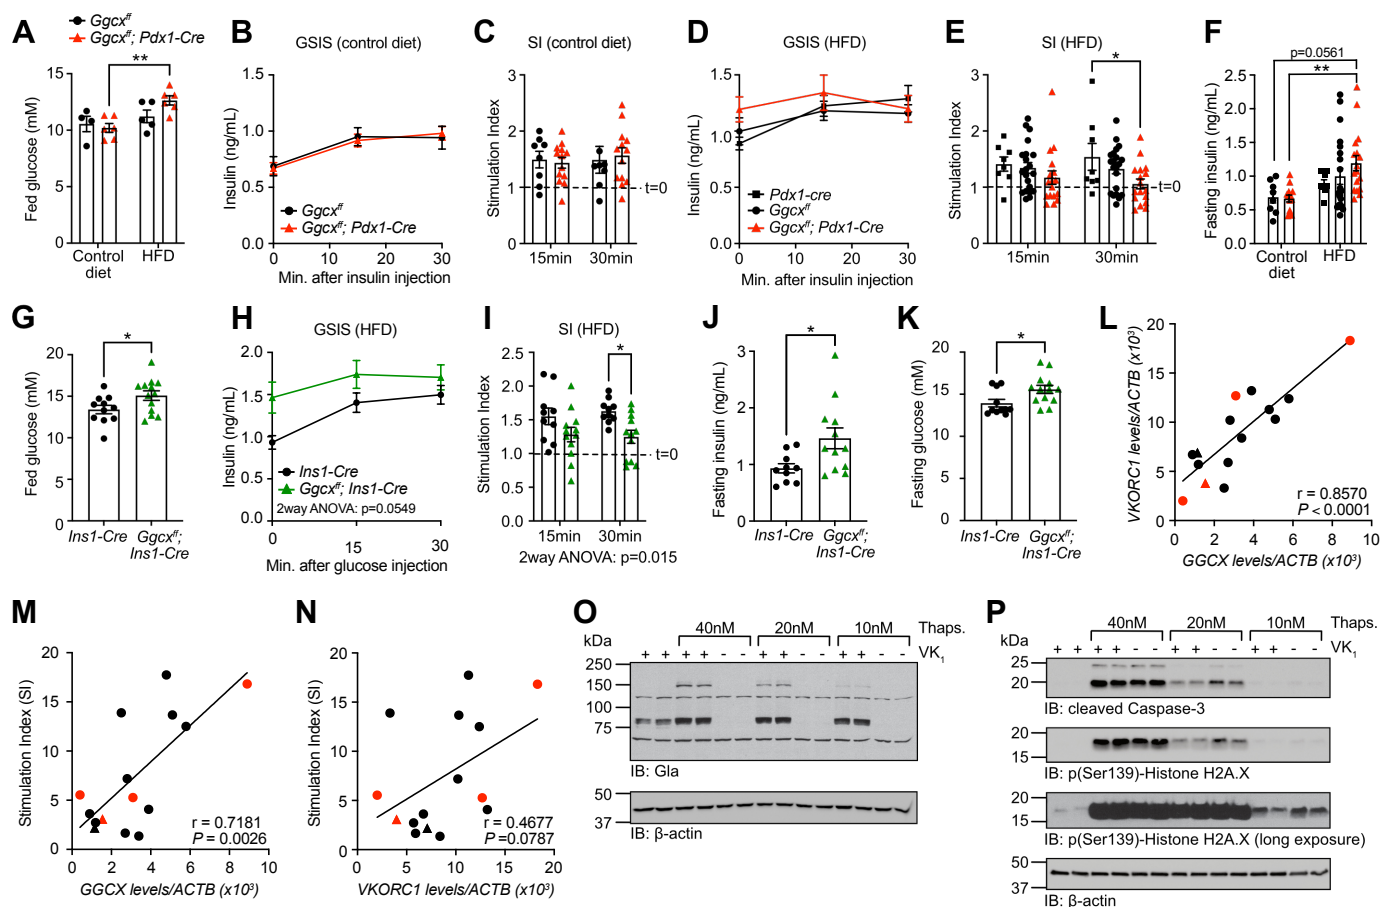 A
Ggcx^ff
Ggcx^ff; Pdx1-Cre
**
Fed glucose (mM)
15
10
5
0
Control
diet
HFD
B
GSIS (control diet)
Insulin (ng/mL)
1.5
1.0
0.5
0.0
Ggcx^ff
Ggcx^ff; Pdx1-Cre
0 10 20 30
Min. after insulin injection
C
SI (control diet)
Stimulation Index
3
2
1
0
t=0
15min 30min
D
GSIS (HFD)
Insulin (ng/mL)
1.5
1.0
0.5
0.0
Pdx1-cre
Ggcx^ff
Ggcx^ff; Pdx1-Cre
0 10 20 30
Min. after insulin injection
E
SI (HFD)
*
Stimulation Index
3
2
1
0
t=0
15min 30min
F
p=0.0561
**
Fasting insulin (ng/mL)
2.5
2.0
1.5
1.0
0.5
0.0
Control
diet
HFD
G
*
Fed glucose (mM)
20
15
10
5
0
Ins1-Cre
Ggcx^ff;
Ins1-Cre
H
GSIS (HFD)
Insulin (ng/mL)
2.0
1.5
1.0
0.5
0.0
Ins1-Cre
Ggcx^ff; Ins1-Cre
2way ANOVA: p=0.0549
0 15 30
Min. after glucose injection
I
SI (HFD)
*
Stimulation Index
2.5
2.0
1.5
1.0
0.5
0.0
t=0
15min 30min
2way ANOVA: p=0.015
J
*
Fasting insulin (ng/mL)
3
2
1
0
Ins1-Cre
Ggcx^ff;
Ins1-Cre
K
*
Fasting glucose (mM)
20
15
10
5
0
Ins1-Cre
Ggcx^ff;
Ins1-Cre
L
VKORC1 levels/ACTB (x10³)
20
15
10
5
0
r = 0.8570
P < 0.0001
0 2 4 6 8 10
GGCX levels/ACTB (x10³)
M
Stimulation Index (SI)
20
15
10
5
0
r = 0.7181
P = 0.0026
0 2 4 6 8 10
GGCX levels/ACTB (x10³)
N
Stimulation Index (SI)
20
15
10
5
0
r = 0.4677
P =0.0787
0 5 10 15 20
VKORC1 levels/ACTB (x10³)
O
40nM 20nM 10nM Thaps.
kDa
+ + + + - - + + - - + + - - VK₁
250
150
100
75
IB: Gla
50
37
IB: β-actin
P
40nM 20nM 10nM Thaps.
kDa
+ + + + - - + + - - + + - - VK₁
25
20
IB: cleaved Caspase-3
20
15
IB: p(Ser139)-Histone H2A.X
20
15
IB: p(Ser139)-Histone H2A.X (long exposure)
50
37
IB: β-actin